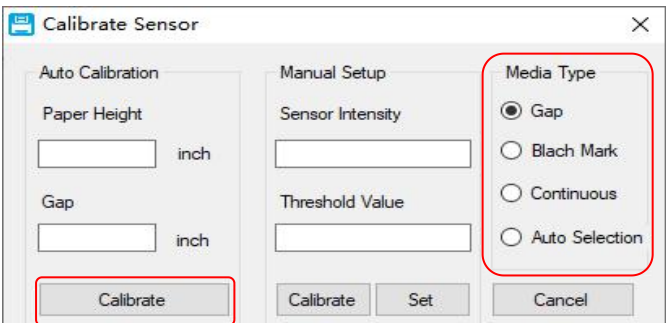 Calibrate Sensor
Auto Calibration
Paper Height
inch
Gap
inch
Calibrate
Manual Setup
Sensor Intensity
Threshold Value
Calibrate
Set
Media Type
Gap
Blach Mark
Continuous
Auto Selection
Cancel